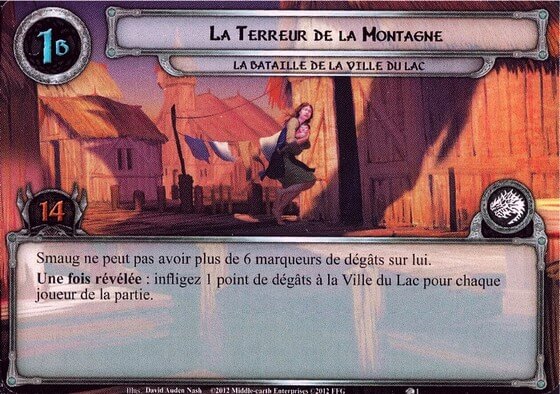 1B
La Terreur de la Montagne
La Bataille de la Ville du Lac
14
Smaug ne peut pas avoir plus de 6 marqueurs de dégâts sur lui.
Une fois révélée : infligez 1 point de dégâts à la Ville du Lac pour chaque
joueur de la partie.
Illus. David Auden Nash ©2012 Middle-earth Enterprises ©2012 FFG
1